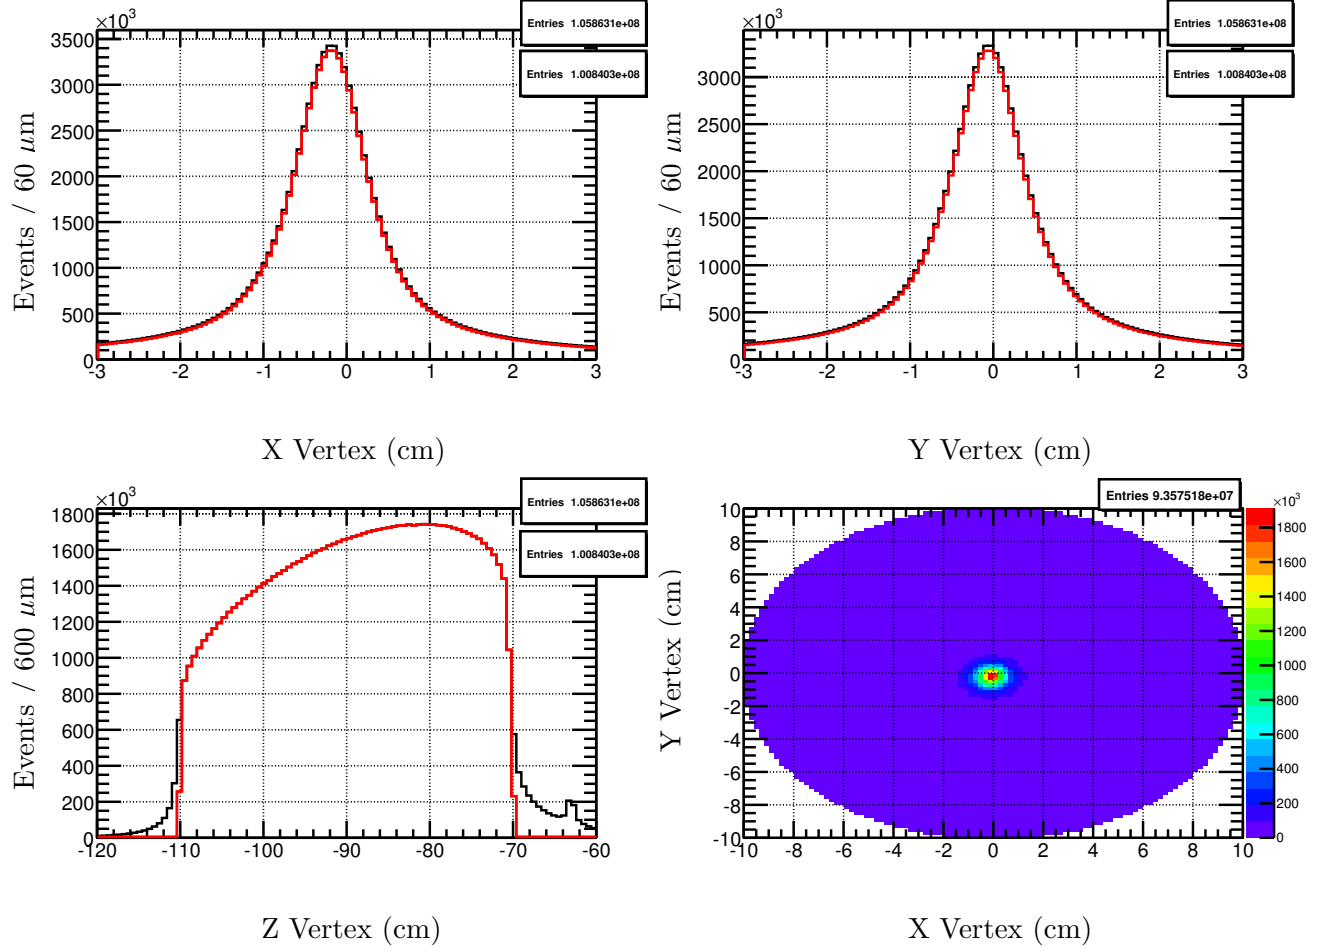 ×10³
Entries 1.058631e+08
Entries 1.008403e+08
Events / 60 μm
3500
3000
2500
2000
1500
1000
500
0
-3 -2 -1 0 1 2 3
X Vertex (cm)
×10³
Entries 1.058631e+08
Entries 1.008403e+08
Events / 60 μm
3000
2500
2000
1500
1000
500
0
-3 -2 -1 0 1 2 3
Y Vertex (cm)
×10³
Entries 1.058631e+08
Entries 1.008403e+08
Events / 600 μm
1800
1600
1400
1200
1000
800
600
400
200
0
-120 -110 -100 -90 -80 -70 -60
Z Vertex (cm)
Entries 9.357518e+07
×10³
Y Vertex (cm)
10
8
6
4
2
0
-2
-4
-6
-8
-10
-10 -8 -6 -4 -2 0 2 4 6 8 10
X Vertex (cm)
1800
1600
1400
1200
1000
800
600
400
200
0